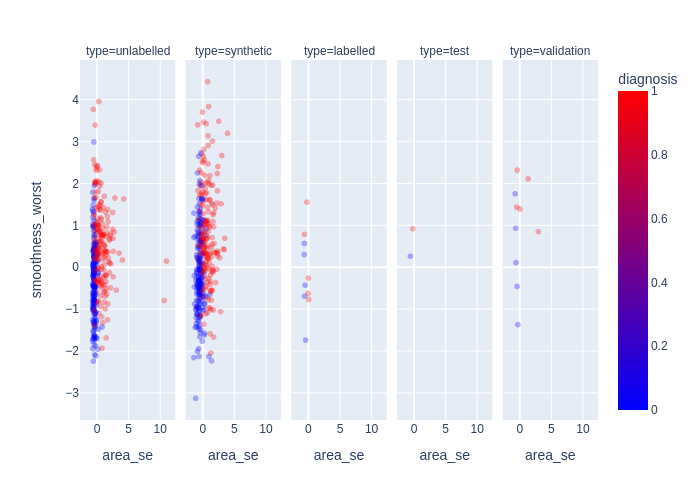 type=unlabelled type=synthetic type=labelled type=test type=validation
diagnosis
smoothness_worst
4
3
2
1
0
−1
−2
−3
0 5 10 0 5 10 0 5 10 0 5 10 0 5 10
area_se area_se area_se area_se area_se
1
0.8
0.6
0.4
0.2
0